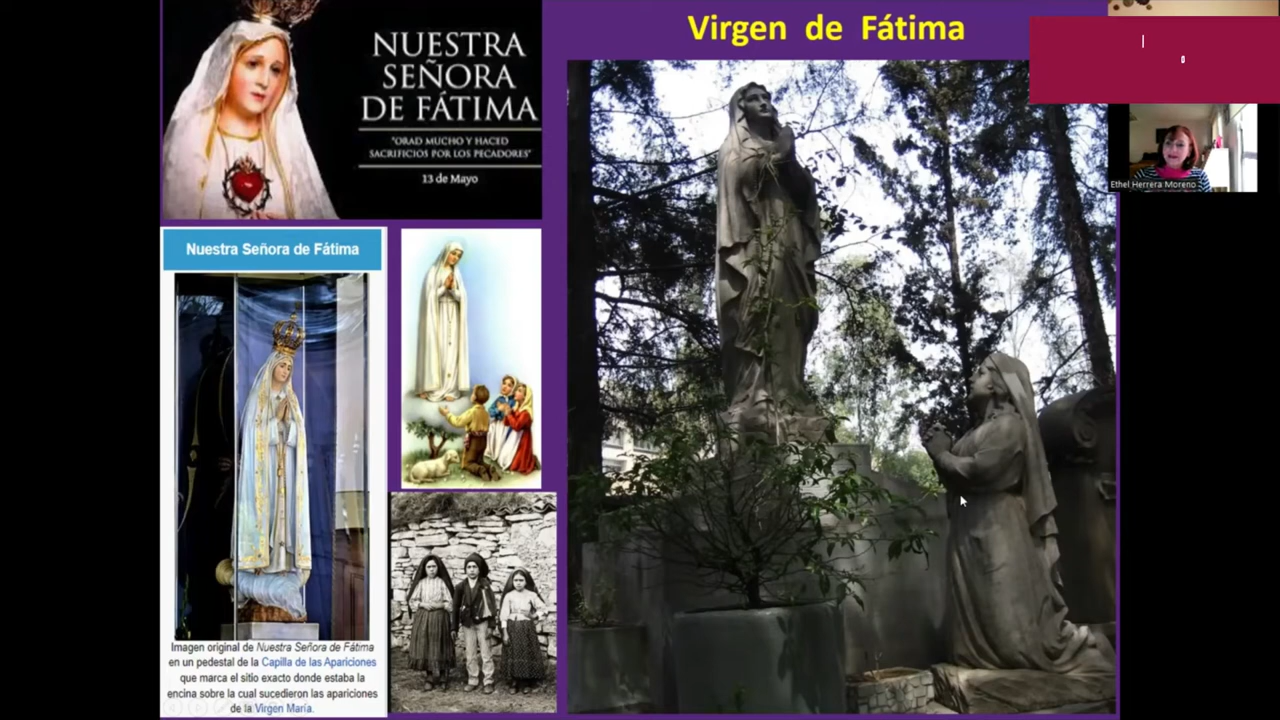 Virgen de Fátima
NUESTRA
SEÑORA
DE FÁTIMA
"ORAD MUCHO Y HACED
SACRIFICIOS POR LOS PECADORES"
13 de Mayo
Nuestra Señora de Fátima
Imagen original de Nuestra Señora de Fátima
en un pedestal de la Capilla de las Apariciones
que marca el sitio exacto donde estaba la
encina sobre la cual sucedieron las apariciones
de la Virgen María.
Ethel Herrera Moreno